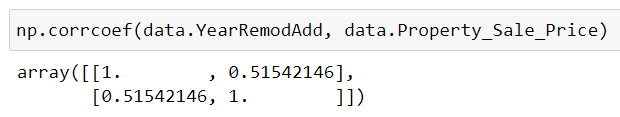 np.corrcoef(data.YearRemodAdd, data.Property_Sale_Price)
array([[1.        , 0.51542146],
       [0.51542146, 1.        ]])